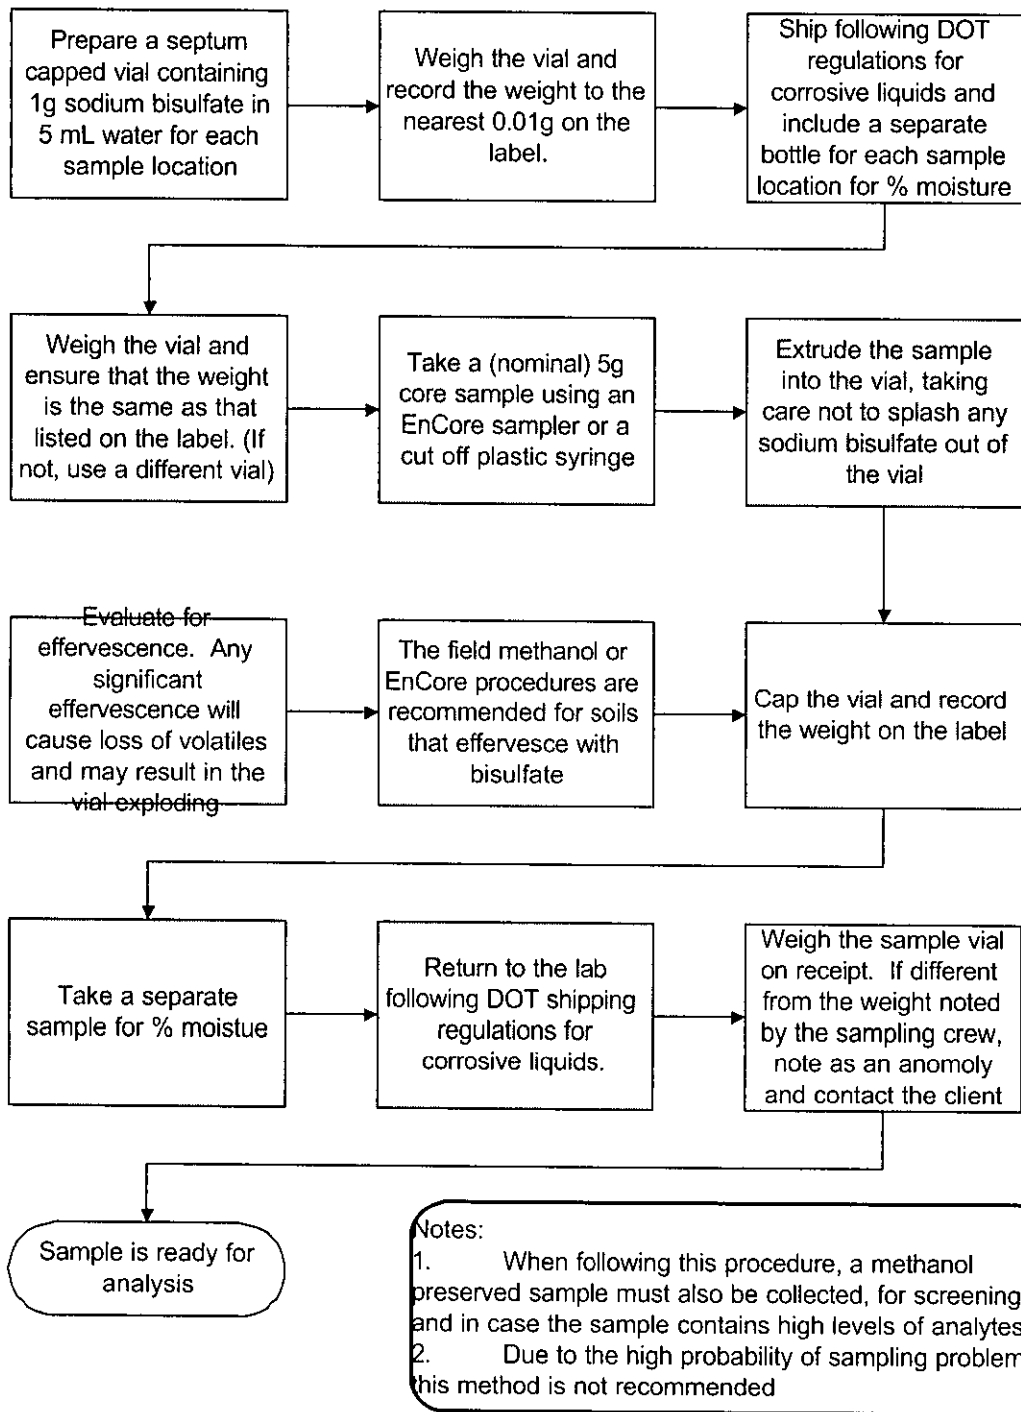 Prepare a septum
capped vial containing
1g sodium bisulfate in
5 mL water for each
sample location
Weigh the vial and
record the weight to the
nearest 0.01g on the
label.
Ship following DOT
regulations for
corrosive liquids and
include a separate
bottle for each sample
location for % moisture
Weigh the vial and
ensure that the weight
is the same as that
listed on the label. (If
not, use a different vial)
Take a (nominal) 5g
core sample using an
EnCore sampler or a
cut off plastic syringe
Extrude the sample
into the vial, taking
care not to splash any
sodium bisulfate out of
the vial
Evaluate for
effervescence. Any
significant
effervescence will
cause loss of volatiles
and may result in the
vial exploding
The field methanol or
EnCore procedures are
recommended for soils
that effervesce with
bisulfate
Cap the vial and record
the weight on the label
Take a separate
sample for % moistue
Return to the lab
following DOT shipping
regulations for
corrosive liquids.
Weigh the sample vial
on receipt. If different
from the weight noted
by the sampling crew,
note as an anomoly
and contact the client
Sample is ready for
analysis
Notes:
1. When following this procedure, a methanol
preserved sample must also be collected, for screening
and in case the sample contains high levels of analytes
2. Due to the high probability of sampling problem
this method is not recommended